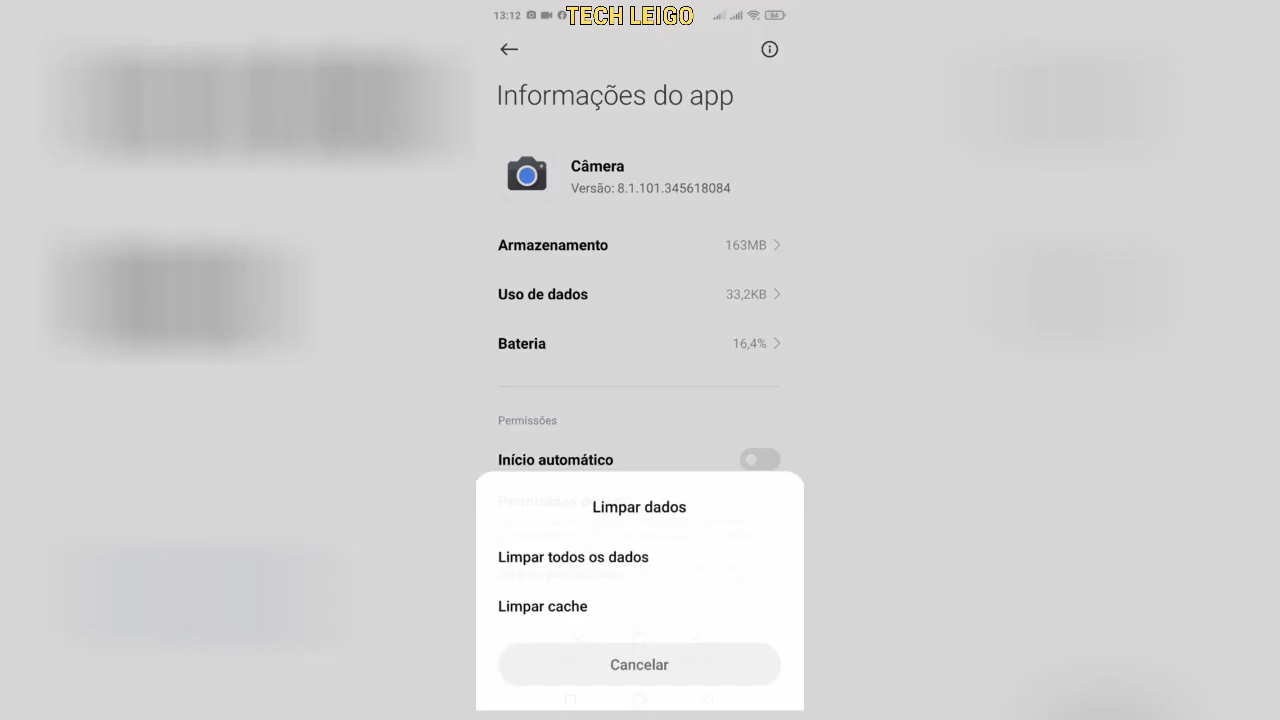 13:12
TECH LEIGO
84
Informações do app
Câmera
Versão: 8.1.101.345618084
Armazenamento 163MB
Uso de dados 33,2KB
Bateria 16,4%
Permissões
Início automático
Limpar dados
Limpar todos os dados
Limpar cache
Cancelar